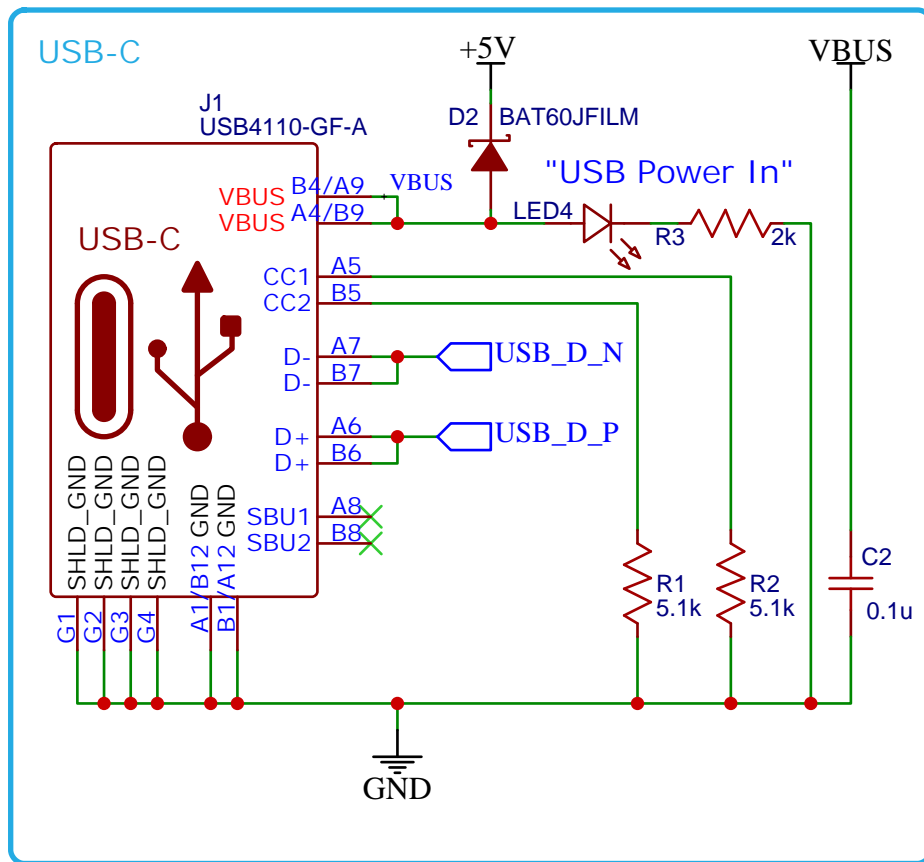 USB-C
+5V
VBUS
J1
USB4110-GF-A
D2 BAT60JFILM
"USB Power In"
VBUS B4/A9 VBUS
VBUS A4/B9
LED4
R3 2k
USB-C
CC1 A5
CC2 B5
D- A7 USB_D_N
D- B7
D+ A6 USB_D_P
D+ B6
SBU1 A8
SBU2 B8
SHLD_GND
SHLD_GND
SHLD_GND
SHLD_GND
GND
GND
G1
G2
G3
G4
A1/B12
B1/A12
R1
5.1k
R2
5.1k
C2
0.1u
GND